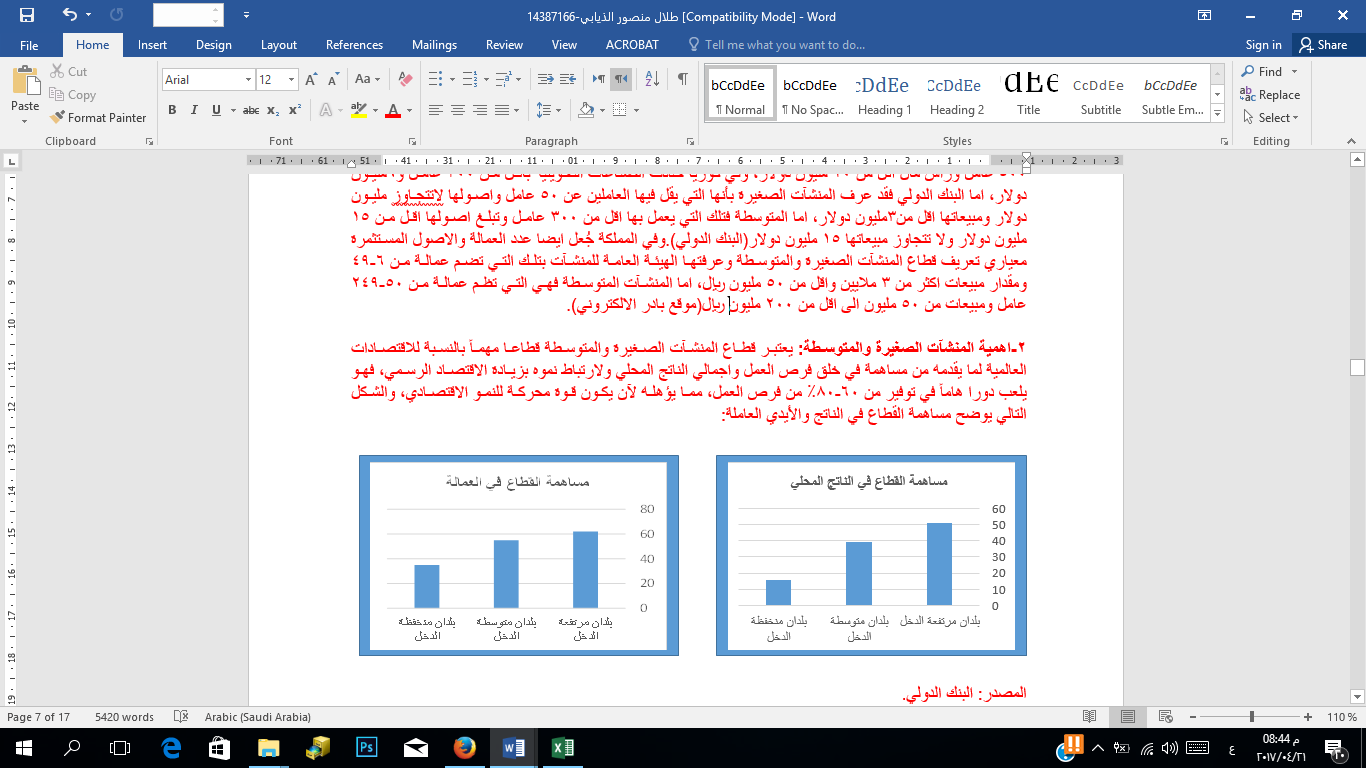 طلال منصور الذيابي-14387166 [Compatibility Mode] - Word
File Home Insert Design Layout References Mailings Review View ACROBAT Tell me what you want to do... Sign in Share
Paste
Cut
Copy
Format Painter
Clipboard
Arial 12
Font
Paragraph
bCcDdEe bCcDdEe bCcDdEe bCcDdEe dEe CcDdEe bCcDdEe
¶ Normal ¶ No Spac... Heading 1 Heading 2 Title Subtitle Subtle Em...
Styles
Find
Replace
Select
Editing
دولار، اما البنك الدولي فقد عرف المنشآت الصغيرة بأنها التي يقل فيها العاملين عن ٥٠ عامل واصولها لاتتجاوز مليون
دولار ومبيعاتها اقل من٣مليون دولار، اما المتوسطة فتلك التي يعمل بها اقل من ٣٠٠ عامل وتبلغ اصولها اقل من ١٥
مليون دولار ولا تتجاوز مبيعاتها ١٥ مليون دولار(البنك الدولي).وفي المملكة جُعل ايضا عدد العمالة والاصول المستثمرة
معياري تعريف قطاع المنشآت الصغيرة والمتوسطة وعرفتها الهيئة العامة للمنشآت بتلك التي تضم عمالة من ٦-٤٩
ومقدار مبيعات اكثر من ٣ ملايين واقل من ٥٠ مليون ريال، اما المنشآت المتوسطة فهي التي تظم عمالة من ٥٠-٢٤٩
عامل ومبيعات من ٥٠ مليون الى اقل من ٢٠٠ مليون ريال(موقع بادر الالكتروني).
٢-اهمية المنشآت الصغيرة والمتوسطة: يعتبر قطاع المنشآت الصغيرة والمتوسطة قطاعا مهماً بالنسبة للاقتصادات
العالمية لما يقدمه من مساهمة في خلق فرص العمل واجمالي الناتج المحلي ولارتباط نموه بزيادة الاقتصاد الرسمي، فهو
يلعب دورا هاماً في توفير من ٦٠-٨٠٪ من فرص العمل، مما يؤهله لآن يكون قوة محركة للنمو الاقتصادي، والشكل
التالي يوضح مساهمة القطاع في الناتج والأيدي العاملة:
مساهمة القطاع في الناتج المحلي
60
50
40
30
20
10
0
بلدان مرتفعة الدخل
بلدان متوسطة الدخل
بلدان منخفظة الدخل
مساهمة القطاع في العمالة
80
60
40
20
0
بلدان مرتفعة الدخل
بلدان متوسطة الدخل
بلدان منخفظة الدخل
المصدر: البنك الدولي.
Page 7 of 17 5420 words Arabic (Saudi Arabia) 110 %
ع
08:44 م
٢٠١٧/٠٤/٢١